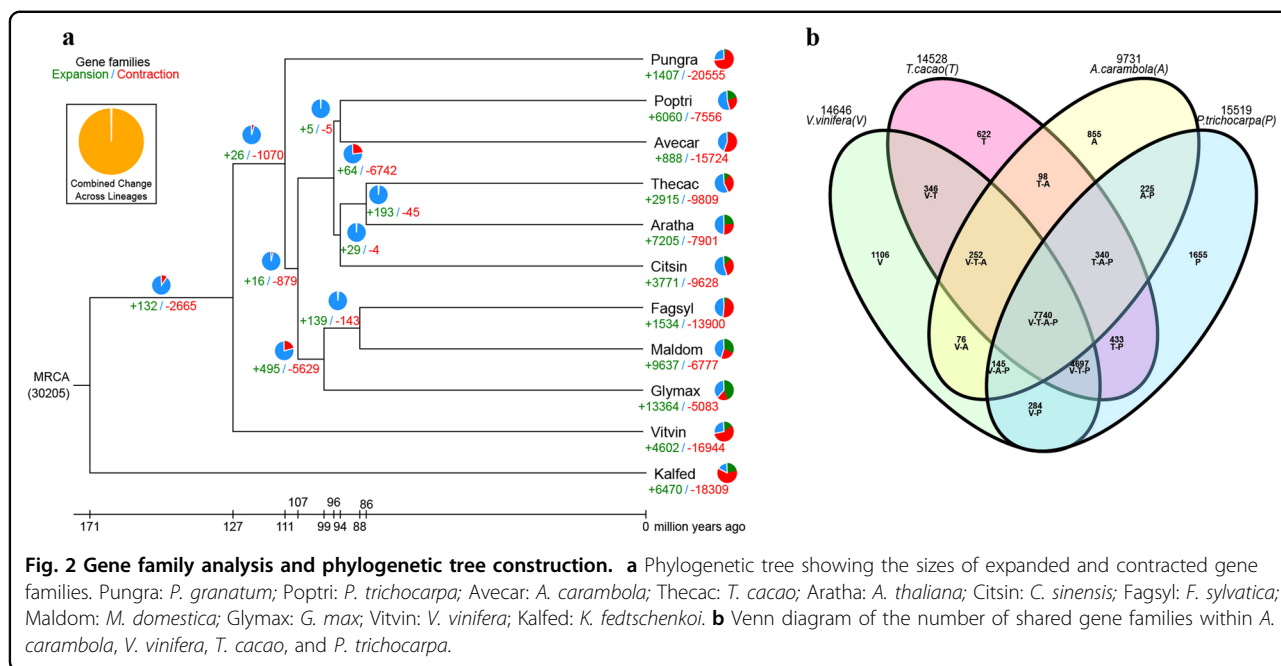 a
Gene families
Expansion / Contraction
Combined Change
Across Lineages
MRCA
(30205)
+132 / -2665
+26 / -1070
+16 / -879
+5 / -5
+64 / -6742
+193 / -45
+29 / -4
+139 / -143
+495 / -5629
Pungra
+1407 / -20555
Poptri
+6060 / -7556
Avecar
+888 / -15724
Thecac
+2915 / -9809
Aratha
+7205 / -7901
Citsin
+3771 / -9628
Fagsyl
+1534 / -13900
Maldom
+9637 / -6777
Glymax
+13364 / -5083
Vitvin
+4602 / -16944
Kalfed
+6470 / -18309
107 96 86
171 127 111 99 94 88 0 million years ago
b
14528
T.cacao(T)
9731
A.carambola(A)
14646
V.vinifera(V)
15519
P.trichocarpa(P)
622
T
855
A
98
T-A
346
V-T
225
A-P
1106
V
252
V-T-A
340
T-A-P
1655
P
7740
V-T-A-P
76
V-A
433
T-P
145
V-A-P
4697
V-T-P
284
V-P
Fig. 2 Gene family analysis and phylogenetic tree construction. a Phylogenetic tree showing the sizes of expanded and contracted gene
families. Pungra: P. granatum; Poptri: P. trichocarpa; Avecar: A. carambola; Thecac: T. cacao; Aratha: A. thaliana; Citsin: C. sinensis; Fagsyl: F. sylvatica;
Maldom: M. domestica; Glymax: G. max; Vitvin: V. vinifera; Kalfed: K. fedtschenkoi. b Venn diagram of the number of shared gene families within A.
carambola, V. vinifera, T. cacao, and P. trichocarpa.